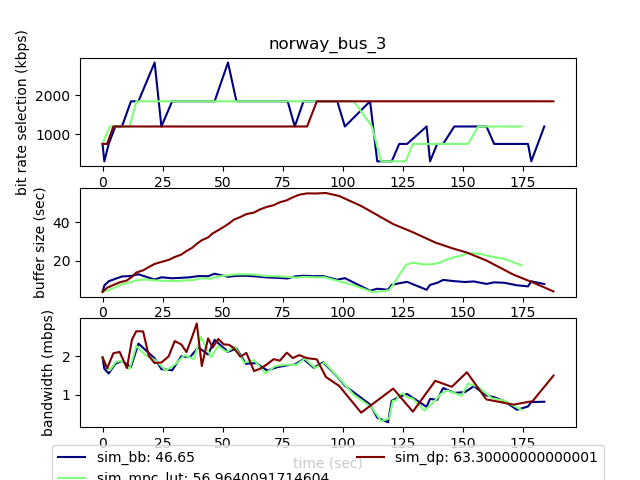 norway_bus_3
bit rate selection (kbps)
2000
1000
0 25 50 75 100 125 150 175
buffer size (sec)
40
20
0 25 50 75 100 125 150 175
bandwidth (mbps)
2
1
0 25 50 75 100 125 150 175
time (sec)
sim_bb: 46.65
sim_dp: 63.30000000000001
sim_mpc_lut: 56.9640091714604